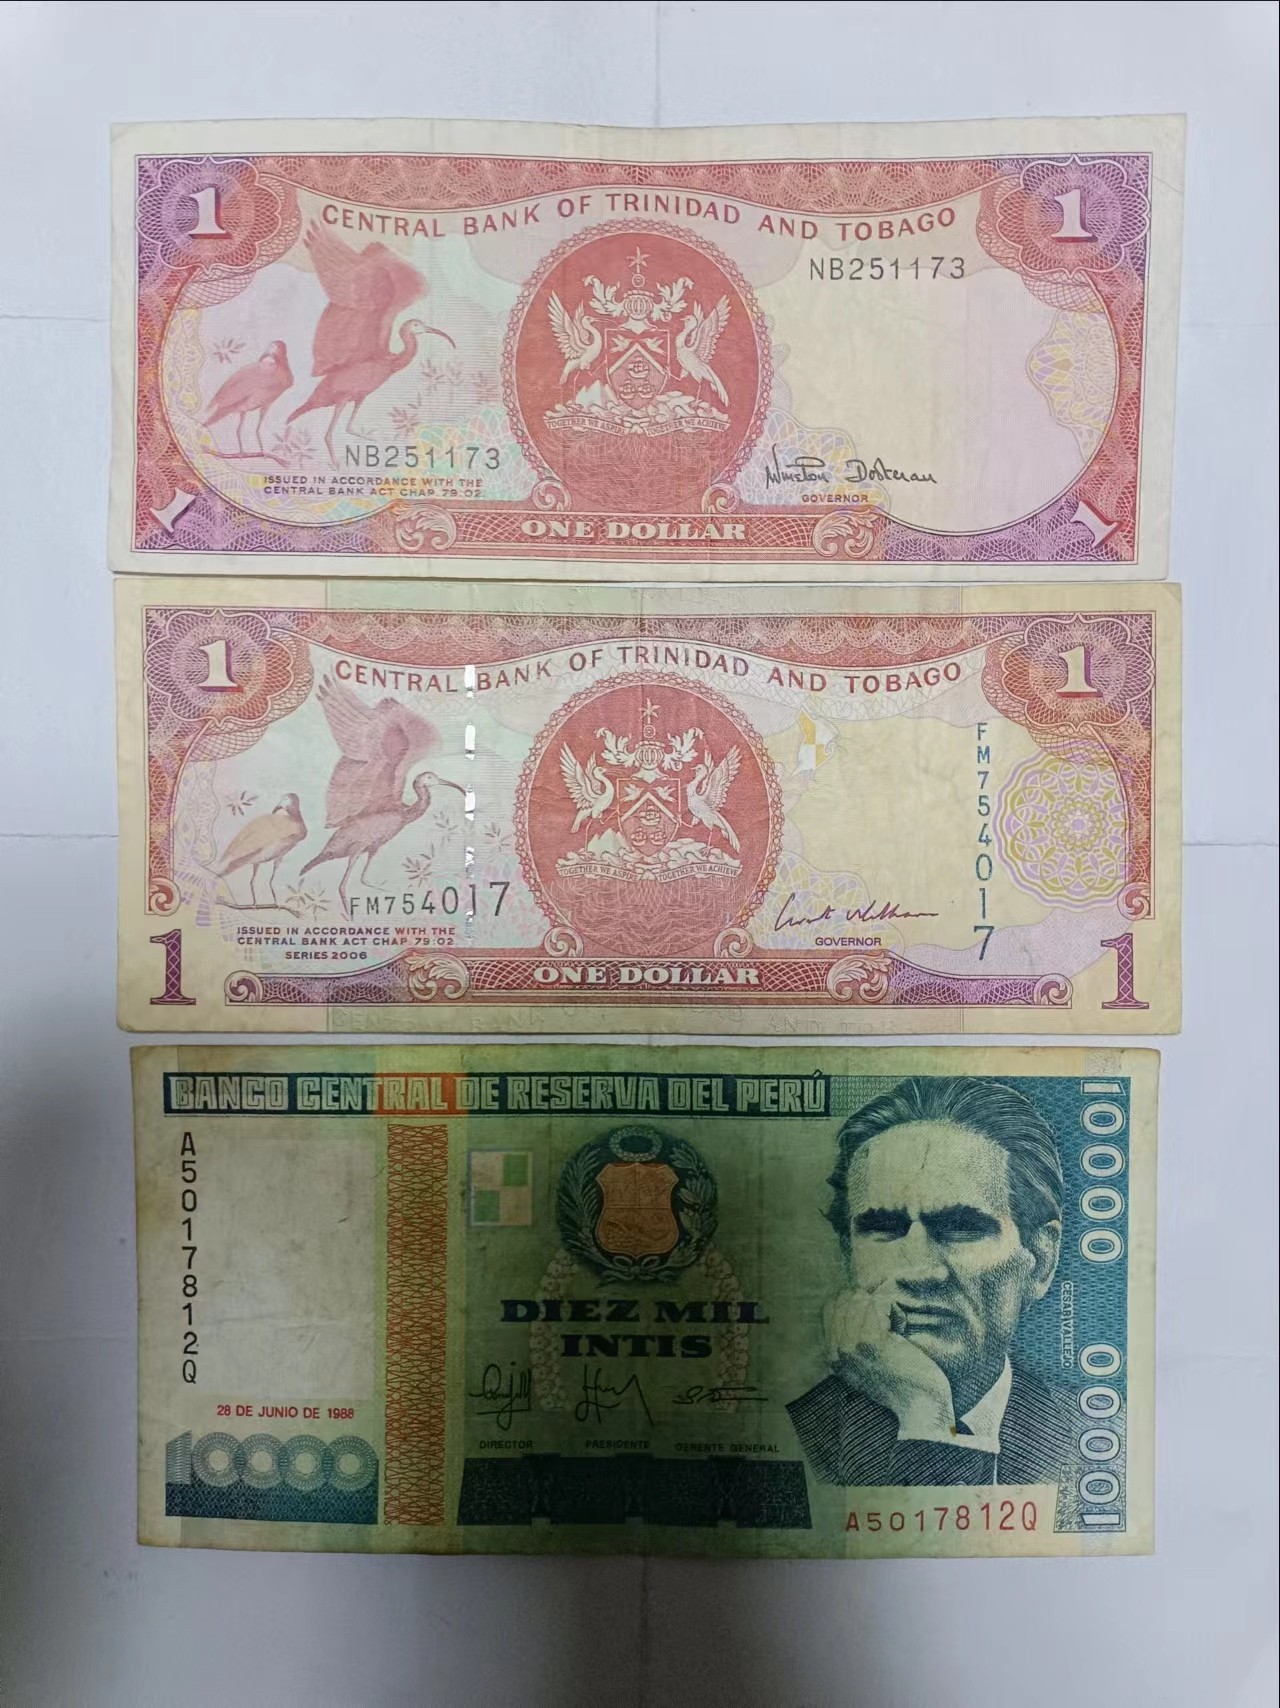 1
1
CENTRAL BANK OF TRINIDAD AND TOBAGO
NB251173
TOGETHER WE ASPIRE TOGETHER WE ACHIEVE
NB251173
ISSUED IN ACCORDANCE WITH THE
CENTRAL BANK ACT CHAP. 79:02
Winston Dookeran
GOVERNOR
1
ONE DOLLAR
1
1
1
CENTRAL BANK OF TRINIDAD AND TOBAGO
FM754017
TOGETHER WE ASPIRE TOGETHER WE ACHIEVE
FM754017
ISSUED IN ACCORDANCE WITH THE
CENTRAL BANK ACT CHAP. 79:02
SERIES 2006
GOVERNOR
1
ONE DOLLAR
1
BANCO CENTRAL DE RESERVA DEL PERÚ
10000
A5017812Q
DIEZ MIL
INTIS
CESAR VALLEJO
28 DE JUNIO DE 1988
10000
DIRECTOR PRESIDENTE GERENTE GENERAL
10000
A5017812Q